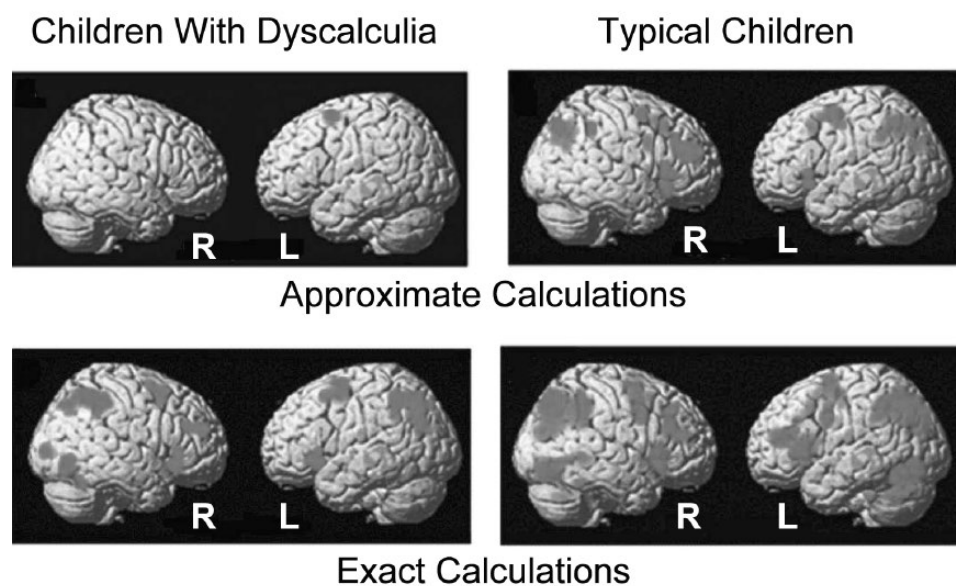 Children With Dyscalculia
Typical Children
R L
R L
Approximate Calculations
R L
R L
Exact Calculations